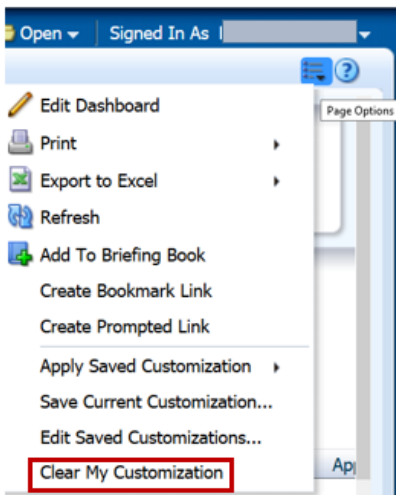 Open Signed In As
Page Options
Edit Dashboard
Print
Export to Excel
Refresh
Add To Briefing Book
Create Bookmark Link
Create Prompted Link
Apply Saved Customization
Save Current Customization...
Edit Saved Customizations...
Clear My Customization